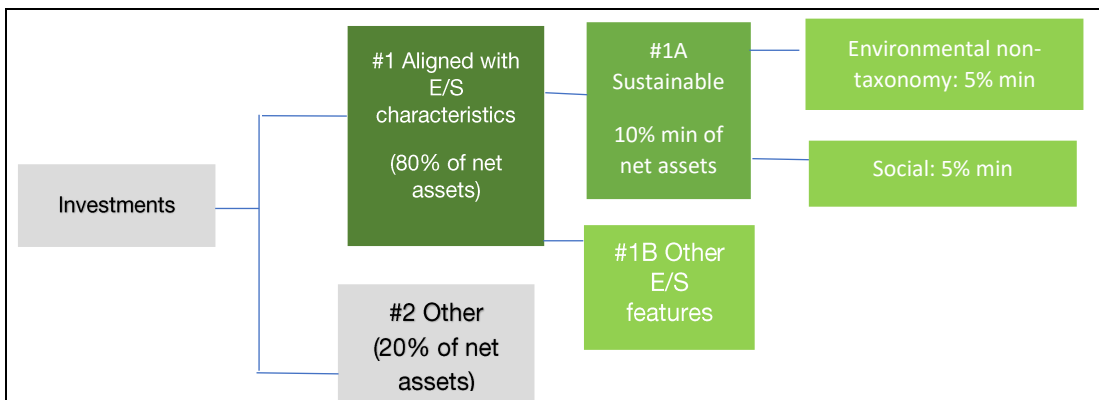 Investments
#1 Aligned with
E/S
characteristics
(80% of net
assets)
#2 Other
(20% of net
assets)
#1A
Sustainable
10% min of
net assets
#1B Other
E/S
features
Environmental non-
taxonomy: 5% min
Social: 5% min